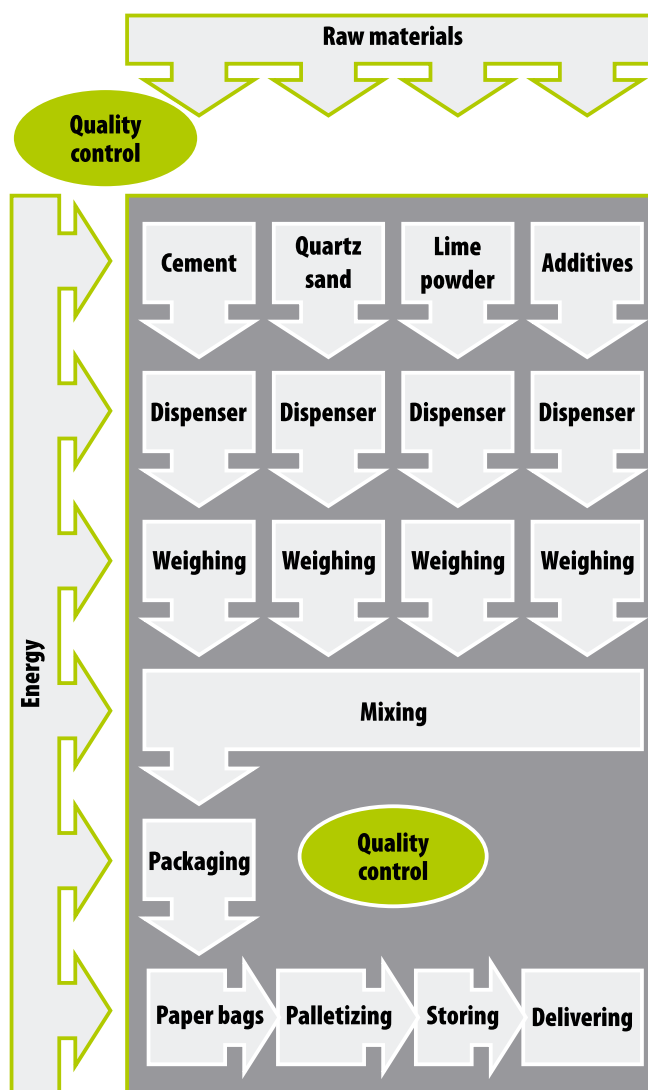 Raw materials
Quality
control
Cement
Quartz
sand
Lime
powder
Additives
Dispenser
Dispenser
Dispenser
Dispenser
Weighing
Weighing
Weighing
Weighing
Energy
Mixing
Packaging
Quality
control
Paper bags
Palletizing
Storing
Delivering